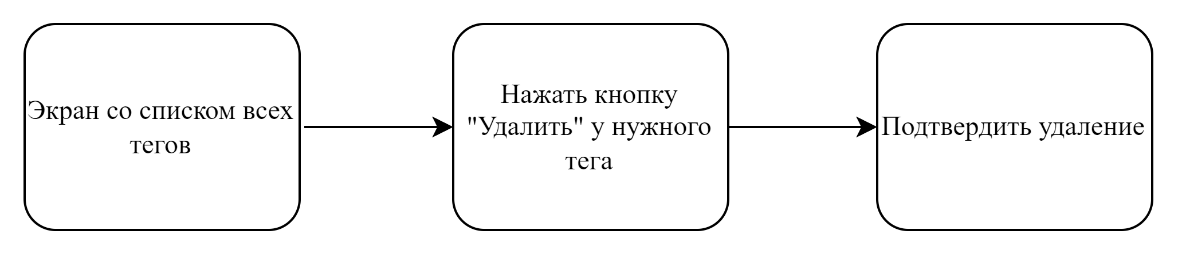 Экран со списком всех
тегов
Нажать кнопку
"Удалить" у нужного
тега
Подтвердить удаление